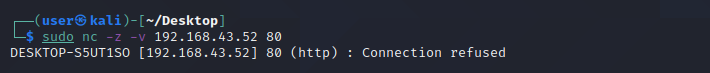 ┌──(user㉿kali)-[~/Desktop]
└─$ sudo nc -z -v 192.168.43.52 80
DESKTOP-S5UT1SO [192.168.43.52] 80 (http) : Connection refused